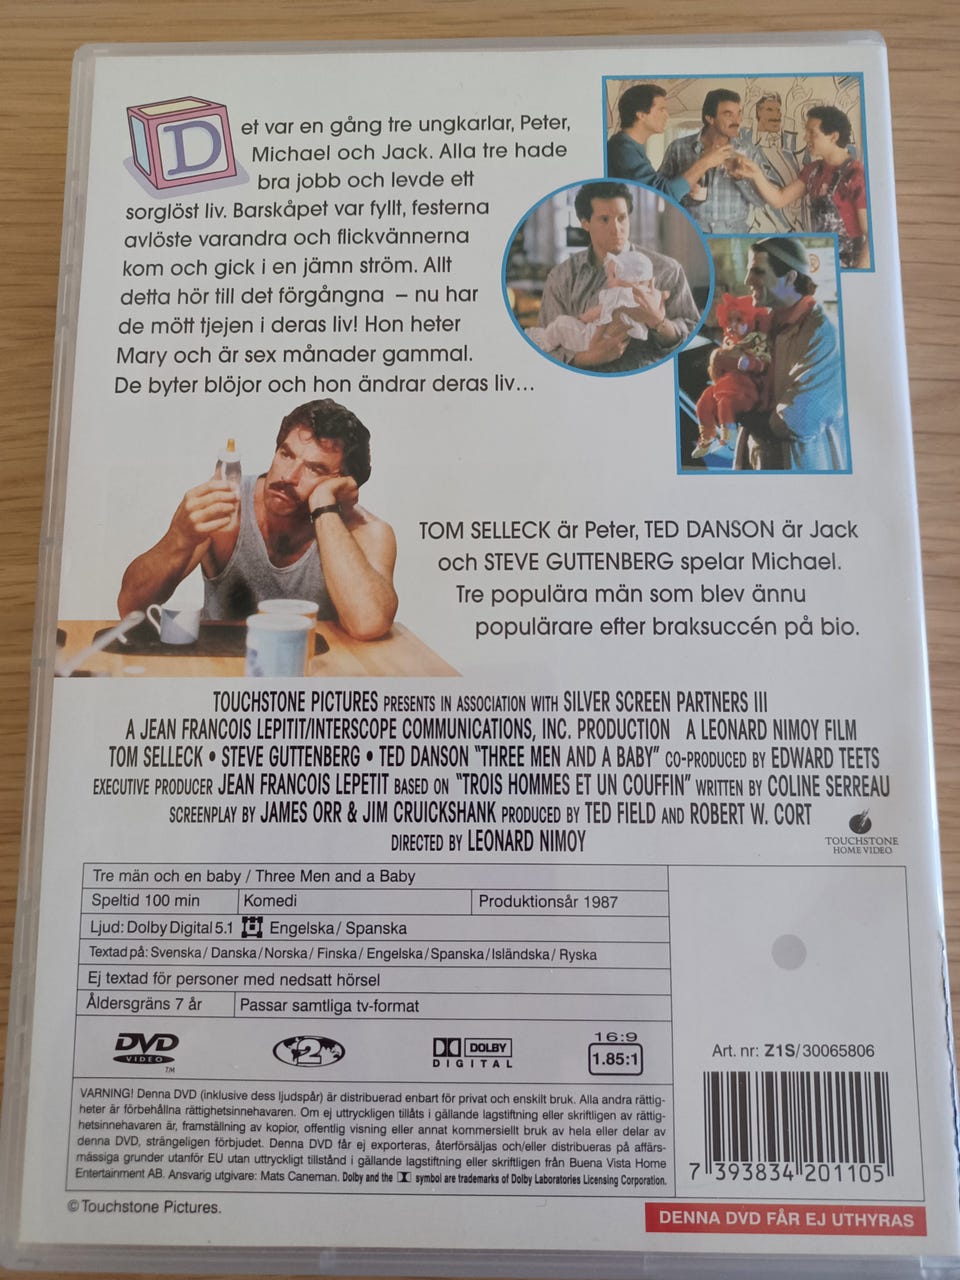 Det var en gång tre ungkarlar, Peter,
Michael och Jack. Alla tre hade
bra jobb och levde ett
sorglöst liv. Barskåpet var fyllt, festerna
avlöste varandra och flickvännerna
kom och gick i en jämn ström. Allt
detta hör till det förgångna – nu har
de mött tjejen i deras liv! Hon heter
Mary och är sex månader gammal.
De byter blöjor och hon ändrar deras liv...
TOM SELLECK är Peter, TED DANSON är Jack
och STEVE GUTTENBERG spelar Michael.
Tre populära män som blev ännu
populärare efter braksuccén på bio.
TOUCHSTONE PICTURES PRESENTS IN ASSOCIATION WITH SILVER SCREEN PARTNERS III
A JEAN FRANCOIS LEPITIT/INTERSCOPE COMMUNICATIONS, INC. PRODUCTION A LEONARD NIMOY FILM
TOM SELLECK • STEVE GUTTENBERG • TED DANSON "THREE MEN AND A BABY" CO-PRODUCED BY EDWARD TEETS
EXECUTIVE PRODUCER JEAN FRANCOIS LEPETIT BASED ON "TROIS HOMMES ET UN COUFFIN" WRITTEN BY COLINE SERREAU
SCREENPLAY BY JAMES ORR & JIM CRUICKSHANK PRODUCED BY TED FIELD AND ROBERT W. CORT
DIRECTED BY LEONARD NIMOY
TOUCHSTONE
HOME VIDEO
Tre män och en baby / Three Men and a Baby
Speltid 100 min Komedi Produktionsår 1987
Ljud: Dolby Digital 5.1 Engelska/ Spanska
Textad på: Svenska/ Danska/Norska/ Finska/ Engelska/Spanska/Isländska/ Ryska
Ej textad för personer med nedsatt hörsel
Åldersgräns 7 år Passar samtliga tv-format
DVD
VIDEO
TM
2
DOLBY
DIGITAL
16:9
1.85:1
Art. nr: Z1S/30065806
VARNING! Denna DVD (inklusive dess ljudspår) är distribuerad enbart för privat och enskilt bruk. Alla andra rättig-
heter är förbehållna rättighetsinnehavaren. Om ej uttryckligen tillåts i gällande lagstiftning eller skriftligen av rättig-
hetsinnehavaren är, framställning av kopior, offentlig visning eller annat kommersiellt bruk av hela eller delar av
denna DVD, strängeligen förbjudet. Denna DVD får ej exporteras, återförsäljas och/eller distribueras på affärs-
mässiga grunder utanför EU utan uttryckligt tillstånd i gällande lagstiftning eller skriftligen från Buena Vista Home
Entertainment AB. Ansvarig utgivare: Mats Caneman. Dolby and the symbol are trademarks of Dolby Laboratories Licensing Corporation.
7 393834 201105
© Touchstone Pictures.
DENNA DVD FÅR EJ UTHYRAS